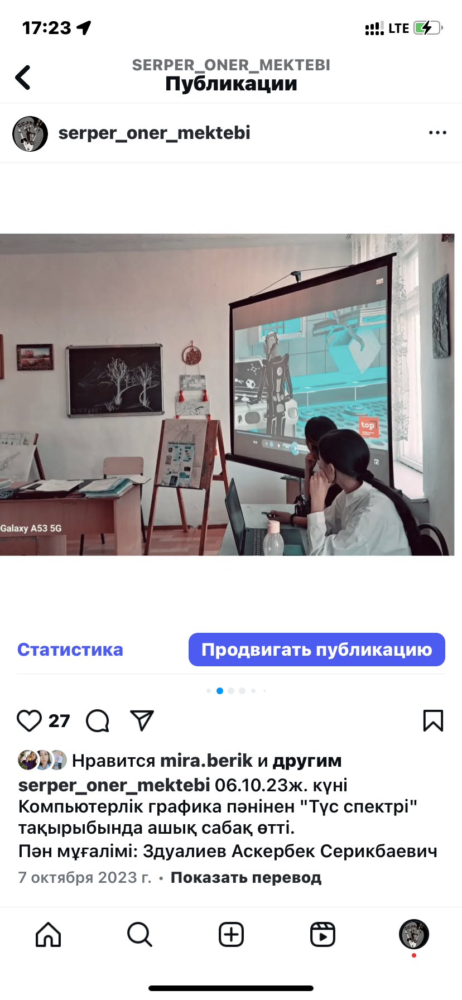 17:23
LTE
SERPER_ONER_MEKTEBI
Публикации
serper_oner_mektebi
top
Galaxy A53 5G
Статистика
Продвигать публикацию
27
Нравится mira.berik и другим
serper_oner_mektebi 06.10.23ж. күні
Компьютерлік графика пәнінен "Түс спектрі"
тақырыбында ашық сабақ өтті.
Пән мұғалімі: Здуалиев Аскербек Серикбаевич
7 октября 2023 г. • Показать перевод